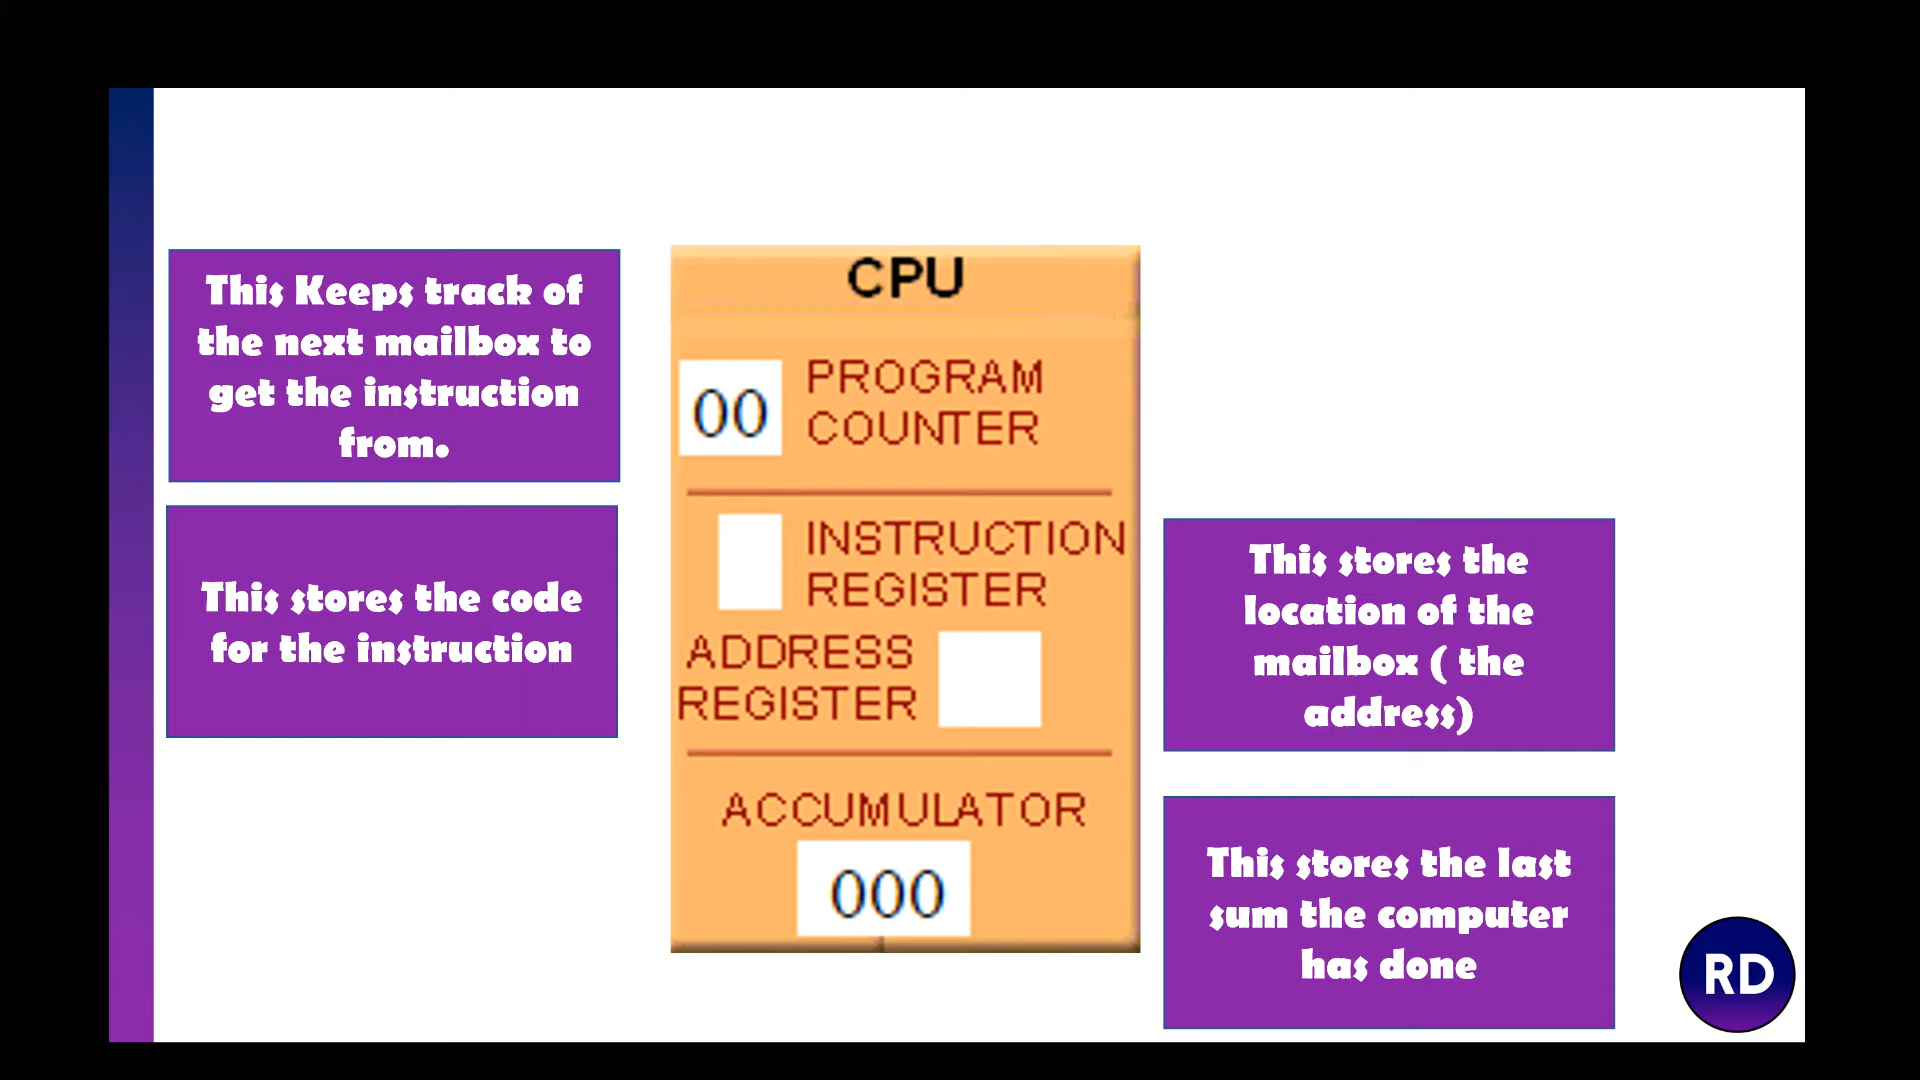 This Keeps track of
the next mailbox to
get the instruction
from.
This stores the code
for the instruction
CPU
00
PROGRAM
COUNTER
INSTRUCTION
REGISTER
ADDRESS
REGISTER
ACCUMULATOR
000
This stores the
location of the
mailbox ( the
address)
This stores the last
sum the computer
has done
RD